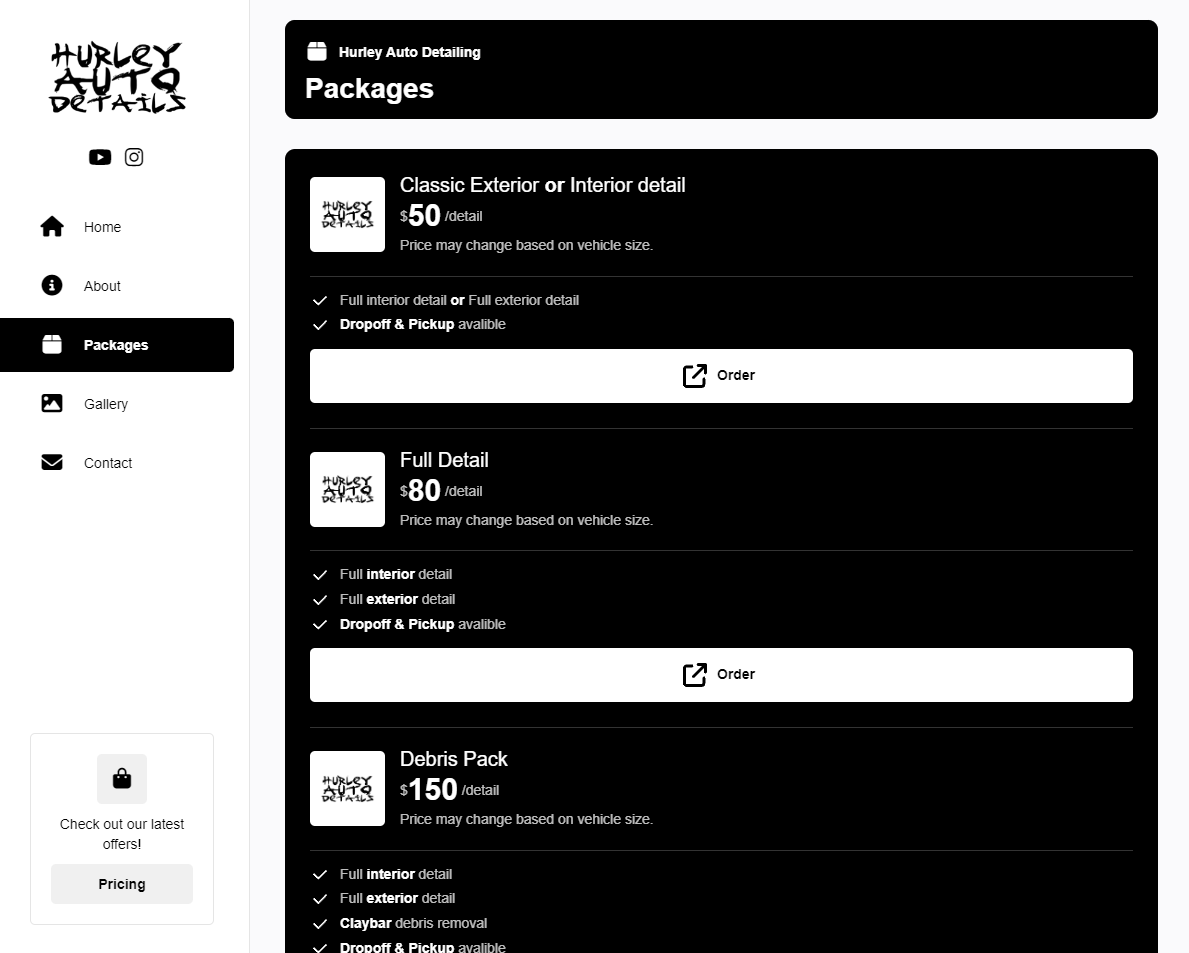 HURLEY
AUTO
DETAILS
Home
About
Packages
Gallery
Contact
Check out our latest
offers!
Pricing
Hurley Auto Detailing
Packages
HURLEY
AUTO
DETAILS
Classic Exterior or Interior detail
$50 /detail
Price may change based on vehicle size.
Full interior detail or Full exterior detail
Dropoff & Pickup avalible
Order
HURLEY
AUTO
DETAILS
Full Detail
$80 /detail
Price may change based on vehicle size.
Full interior detail
Full exterior detail
Dropoff & Pickup avalible
Order
HURLEY
AUTO
DETAILS
Debris Pack
$150 /detail
Price may change based on vehicle size.
Full interior detail
Full exterior detail
Claybar debris removal
Dropoff & Pickup avalible